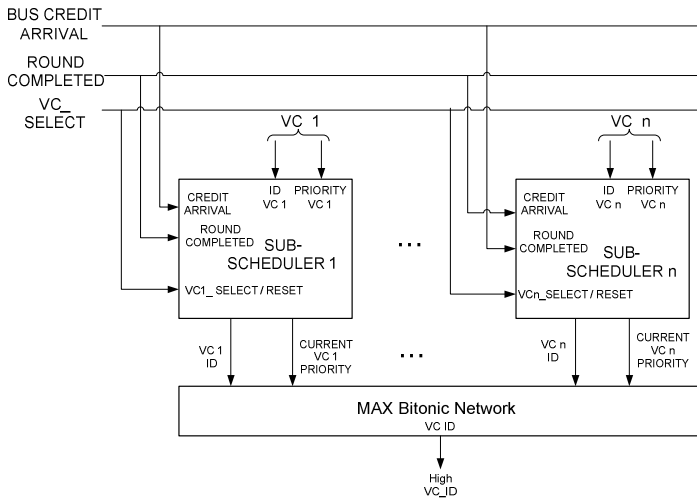 BUS CREDIT
ARRIVAL
ROUND
COMPLETED
VC_
SELECT
VC 1
VC n
ID
VC 1
PRIORITY
VC 1
CREDIT
ARRIVAL
ROUND
COMPLETED
SUB-
SCHEDULER 1
VC1_ SELECT / RESET
...
ID
VC n
PRIORITY
VC n
CREDIT
ARRIVAL
ROUND
COMPLETED
SUB-
SCHEDULER n
VCn_SELECT / RESET
VC 1
ID
CURRENT
VC 1
PRIORITY
...
VC n
ID
CURRENT
VC n
PRIORITY
MAX Bitonic Network
VC ID
High
VC_ID